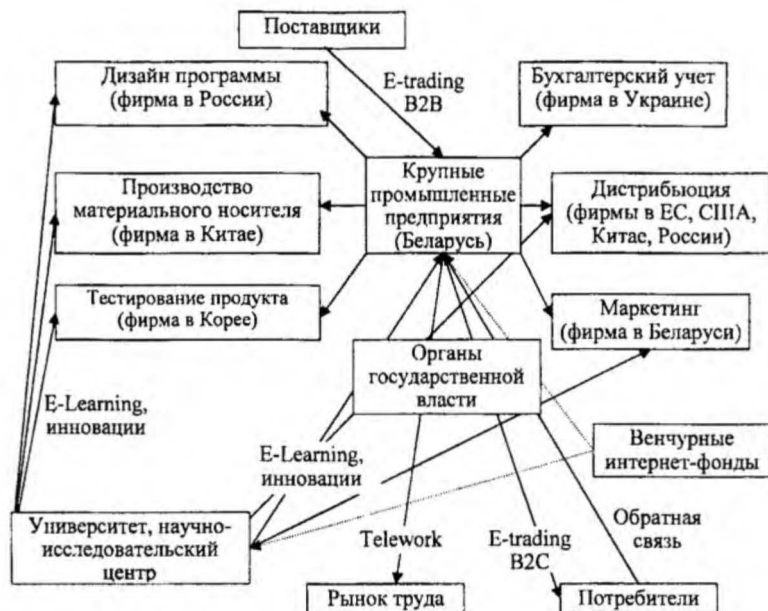 Поставщики
Дизайн программы
(фирма в России)
E-trading
B2B
Бухгалтерский учет
(фирма в Украине)
Производство
материального носителя
(фирма в Китае)
Крупные
промышленные
предприятия
(Беларусь)
Дистрибьюция
(фирмы в ЕС, США,
Китае, России)
Тестирование продукта
(фирма в Корее)
Маркетинг
(фирма в Беларуси)
Органы
государственной
власти
E-Learning,
инновации
E-Learning,
инновации
Венчурные
интернет-фонды
Университет, научно-
исследовательский
центр
Telework
E-trading
B2C
Обратная
связь
Рынок труда
Потребители